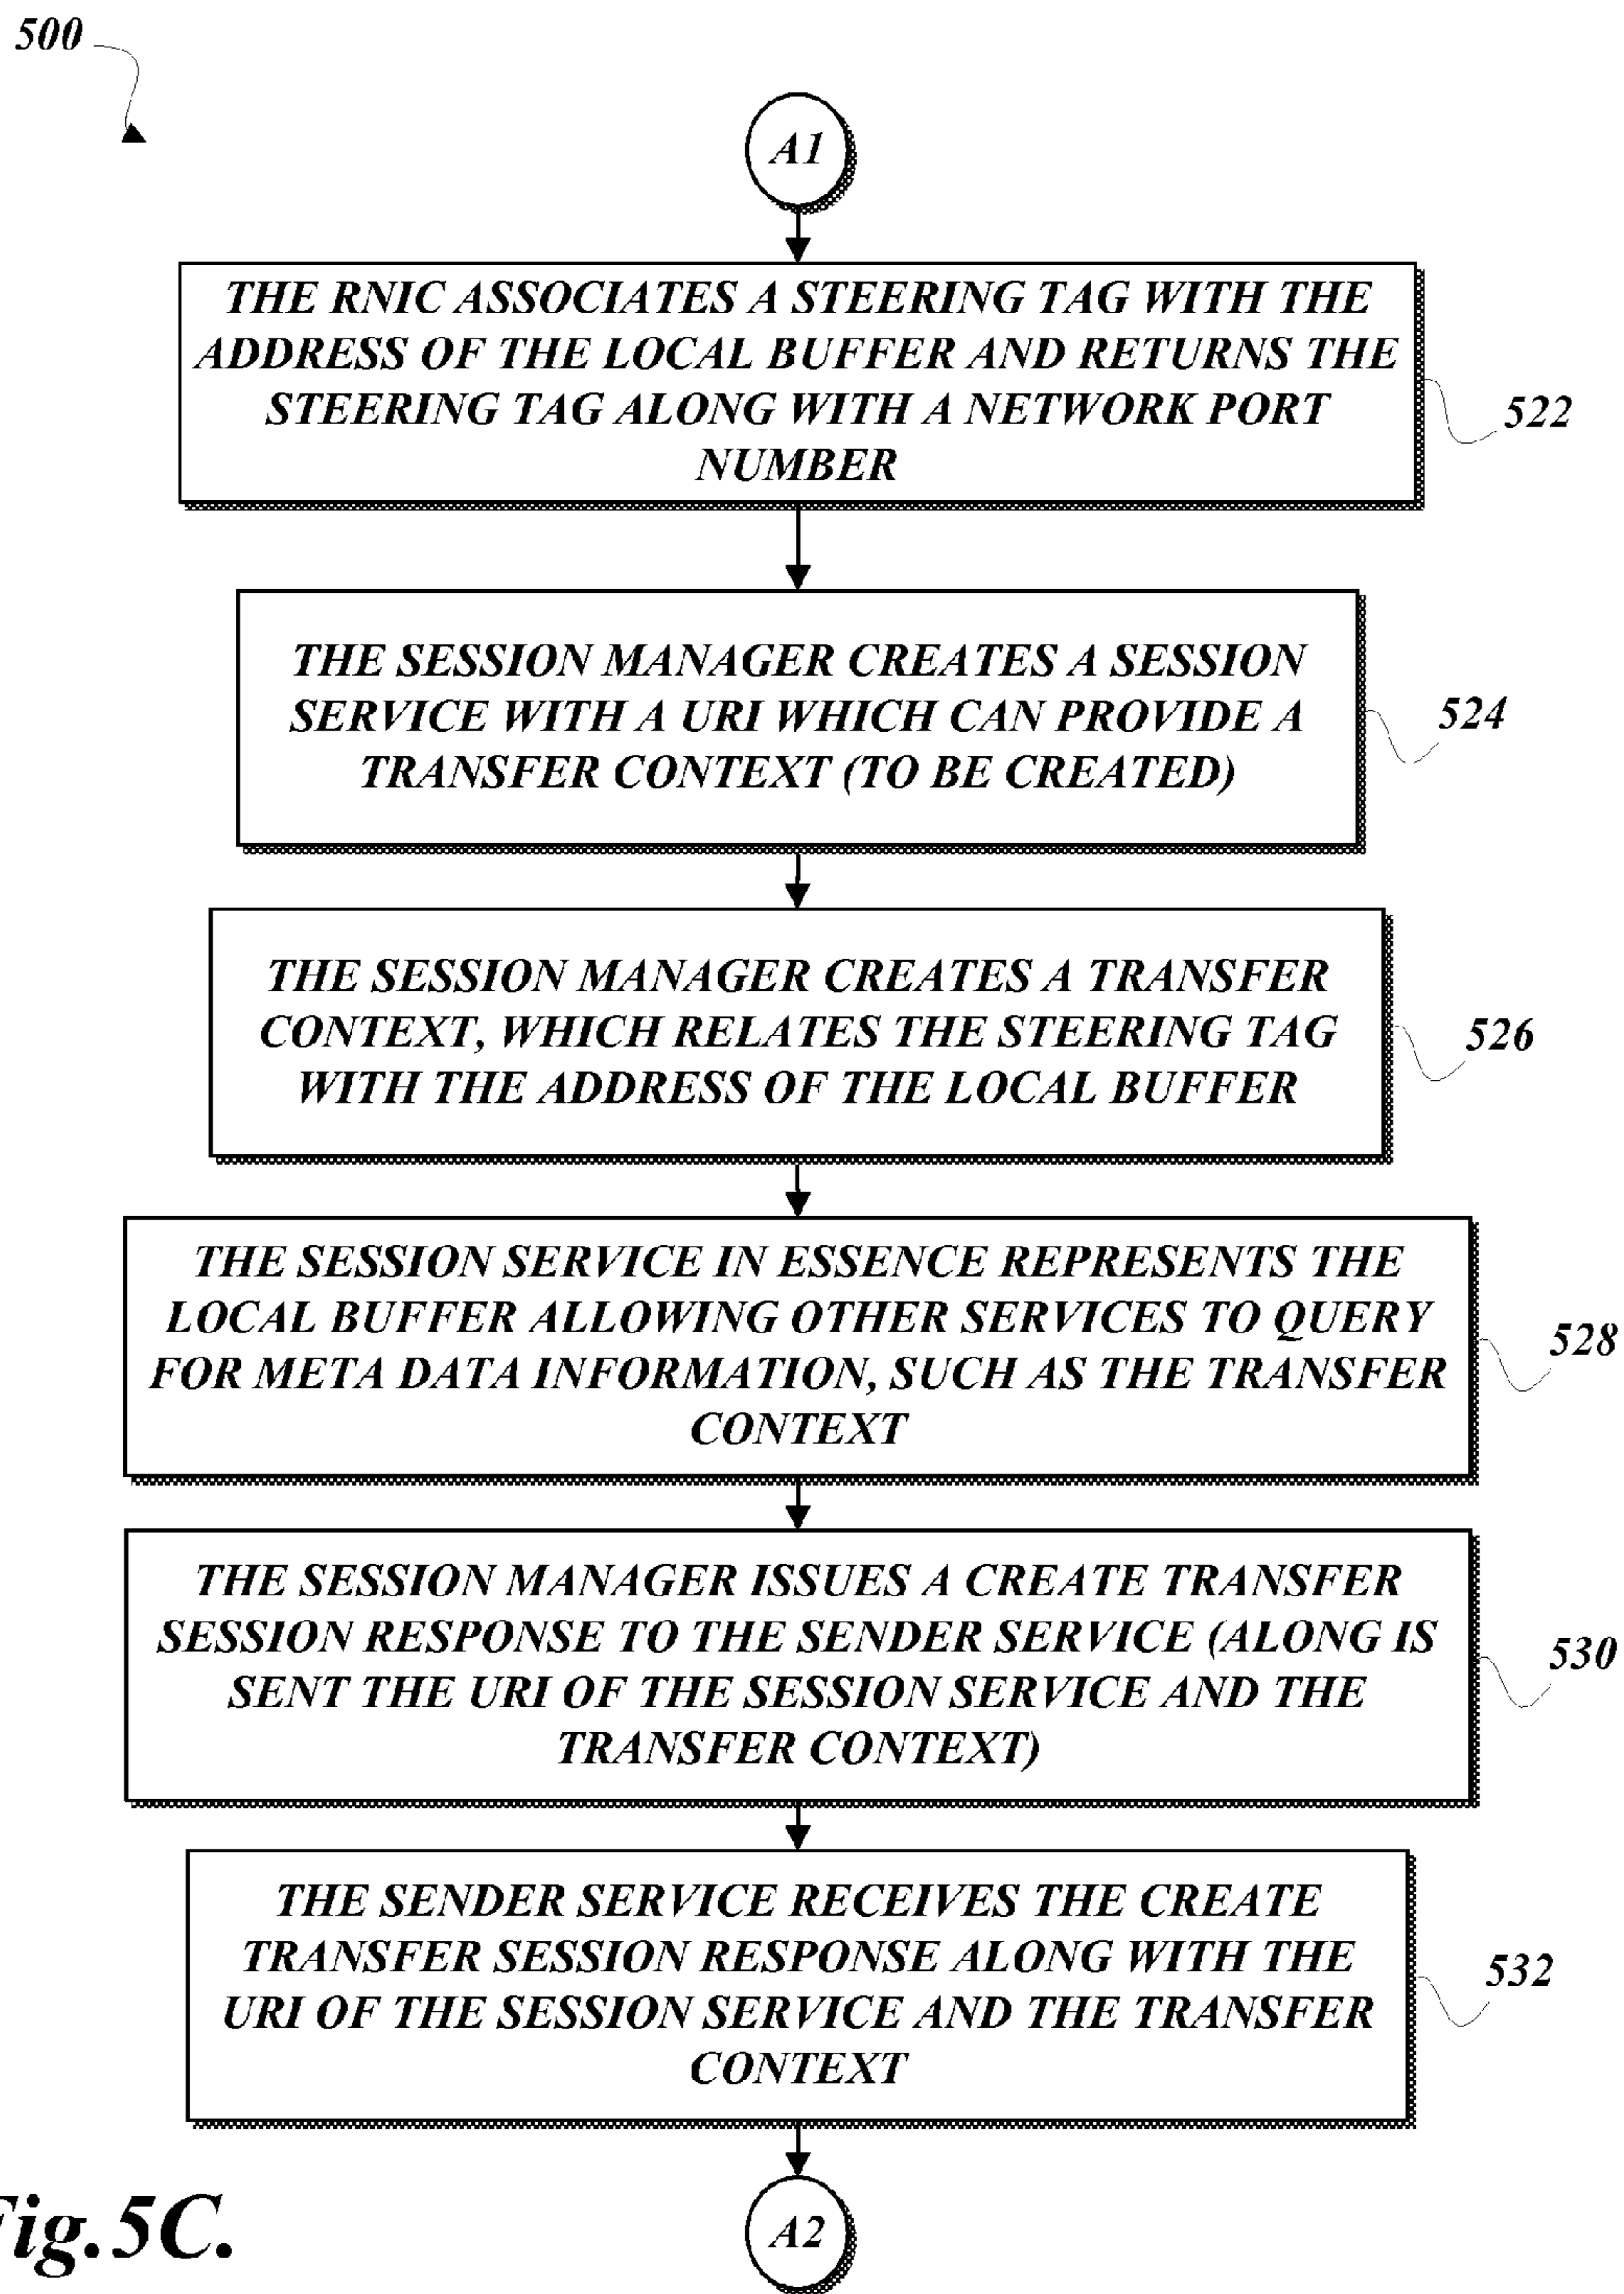 500
A1
THE RNIC ASSOCIATES A STEERING TAG WITH THE
ADDRESS OF THE LOCAL BUFFER AND RETURNS THE
STEERING TAG ALONG WITH A NETWORK PORT
NUMBER
522
THE SESSION MANAGER CREATES A SESSION
SERVICE WITH A URI WHICH CAN PROVIDE A
TRANSFER CONTEXT (TO BE CREATED)
524
THE SESSION MANAGER CREATES A TRANSFER
CONTEXT, WHICH RELATES THE STEERING TAG
WITH THE ADDRESS OF THE LOCAL BUFFER
526
THE SESSION SERVICE IN ESSENCE REPRESENTS THE
LOCAL BUFFER ALLOWING OTHER SERVICES TO QUERY
FOR META DATA INFORMATION, SUCH AS THE TRANSFER
CONTEXT
528
THE SESSION MANAGER ISSUES A CREATE TRANSFER
SESSION RESPONSE TO THE SENDER SERVICE (ALONG IS
SENT THE URI OF THE SESSION SERVICE AND THE
TRANSFER CONTEXT)
530
THE SENDER SERVICE RECEIVES THE CREATE
TRANSFER SESSION RESPONSE ALONG WITH THE
URI OF THE SESSION SERVICE AND THE TRANSFER
CONTEXT
532
A2
Fig.5C.